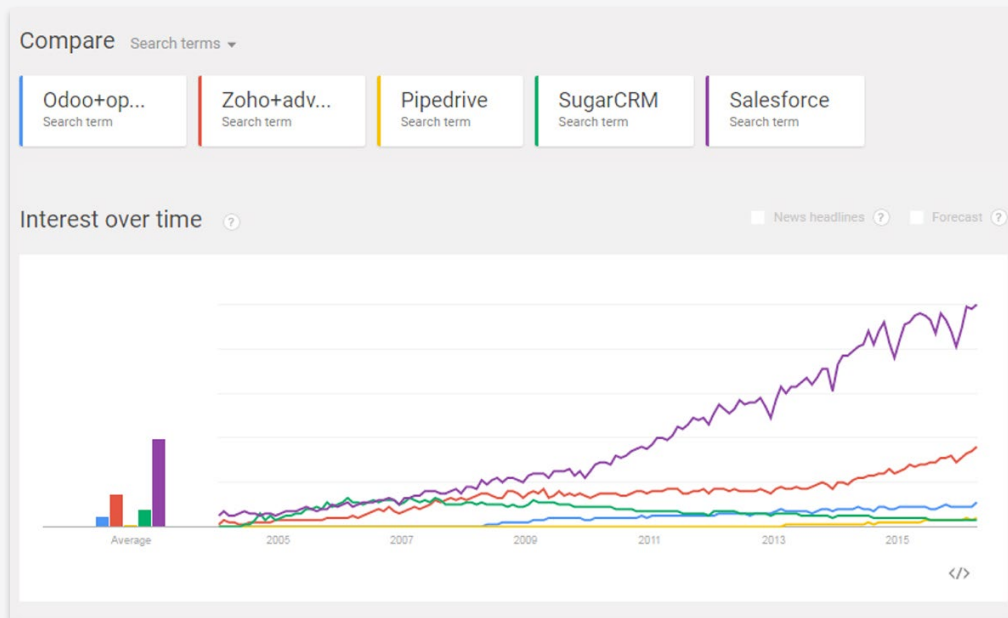 Compare Search terms
Odoo+op... Zoho+adv... Pipedrive SugarCRM Salesforce
Search term Search term Search term Search term Search term
Interest over time ? News headlines ? Forecast ?
Average 2005 2007 2009 2011 2013 2015
</>